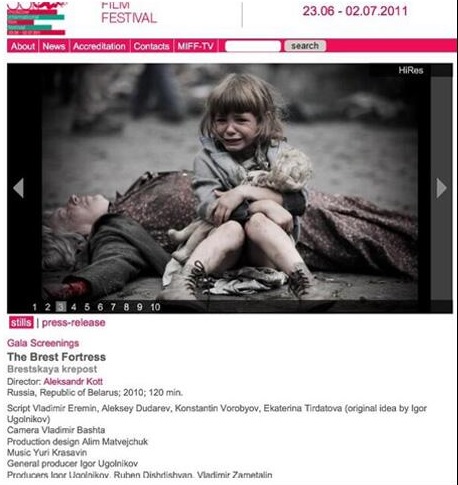 FILM
FESTIVAL
23.06 - 02.07.2011
About News Accreditation Contacts MIFF-TV search
HiRes
1 2 3 4 5 6 7 8 9 10
stills | press-release
Gala Screenings
The Brest Fortress
Brestskaya krepost
Director: Aleksandr Kott
Russia, Republic of Belarus; 2010; 120 min.
Script Vladimir Eremin, Aleksey Dudarev, Konstantin Vorobyov, Ekaterina Tirdatova (original idea by Igor
Ugolnikov)
Camera Vladimir Bashta
Production design Alim Matvejchuk
Music Yuri Krasavin
General producer Igor Ugolnikov
Producers Igor Ugolnikov, Ruben Dishdishyan, Vladimir Zametalin